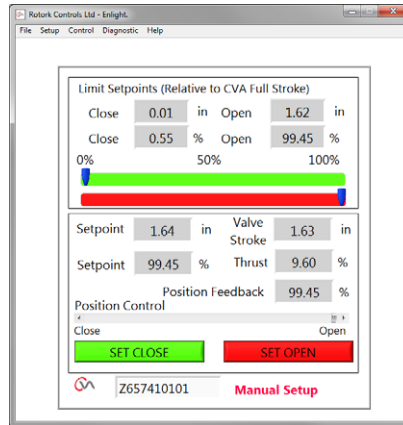 Rotork Controls Ltd - Enlight.
File Setup Control Diagnostic Help
Limit Setpoints (Relative to CVA Full Stroke)
Close 0.01 in Open 1.62 in
Close 0.55 % Open 99.45 %
0% 50% 100%
Setpoint 1.64 in Valve Stroke 1.63 in
Setpoint 99.45 % Thrust 9.60 %
Position Feedback 99.45 %
Position Control
Close Open
SET CLOSE SET OPEN
Z657410101 Manual Setup